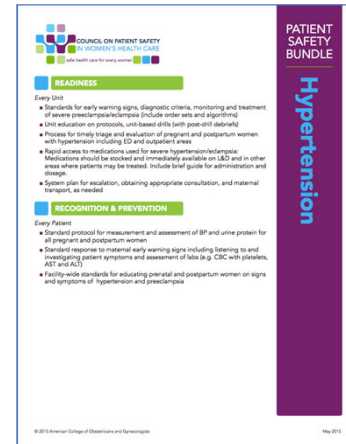 COUNCIL ON PATIENT SAFETY
IN WOMEN'S HEALTH CARE
safe health care for every woman
PATIENT
SAFETY
BUNDLE
Hypertension
READINESS
Every Unit
■ Standards for early warning signs, diagnostic criteria, monitoring and treatment
of severe preeclampsia/eclampsia (include order sets and algorithms)
■ Unit education on protocols, unit-based drills (with post-drill debriefs)
■ Process for timely triage and evaluation of pregnant and postpartum women
with hypertension including ED and outpatient areas
■ Rapid access to medications used for severe hypertension/eclampsia:
Medications should be stocked and immediately available on L&D and in other
areas where patients may be treated. Include brief guide for administration and
dosage.
■ System plan for escalation, obtaining appropriate consultation, and maternal
transport, as needed
RECOGNITION & PREVENTION
Every Patient
■ Standard protocol for measurement and assessment of BP and urine protein for
all pregnant and postpartum women
■ Standard response to maternal early warning signs including listening to and
investigating patient symptoms and assessment of labs (e.g. CBC with platelets,
AST and ALT)
■ Facility-wide standards for educating prenatal and postpartum women on signs
and symptoms of hypertension and preeclampsia
© 2015 American College of Obstetricians and Gynecologists
May 2015